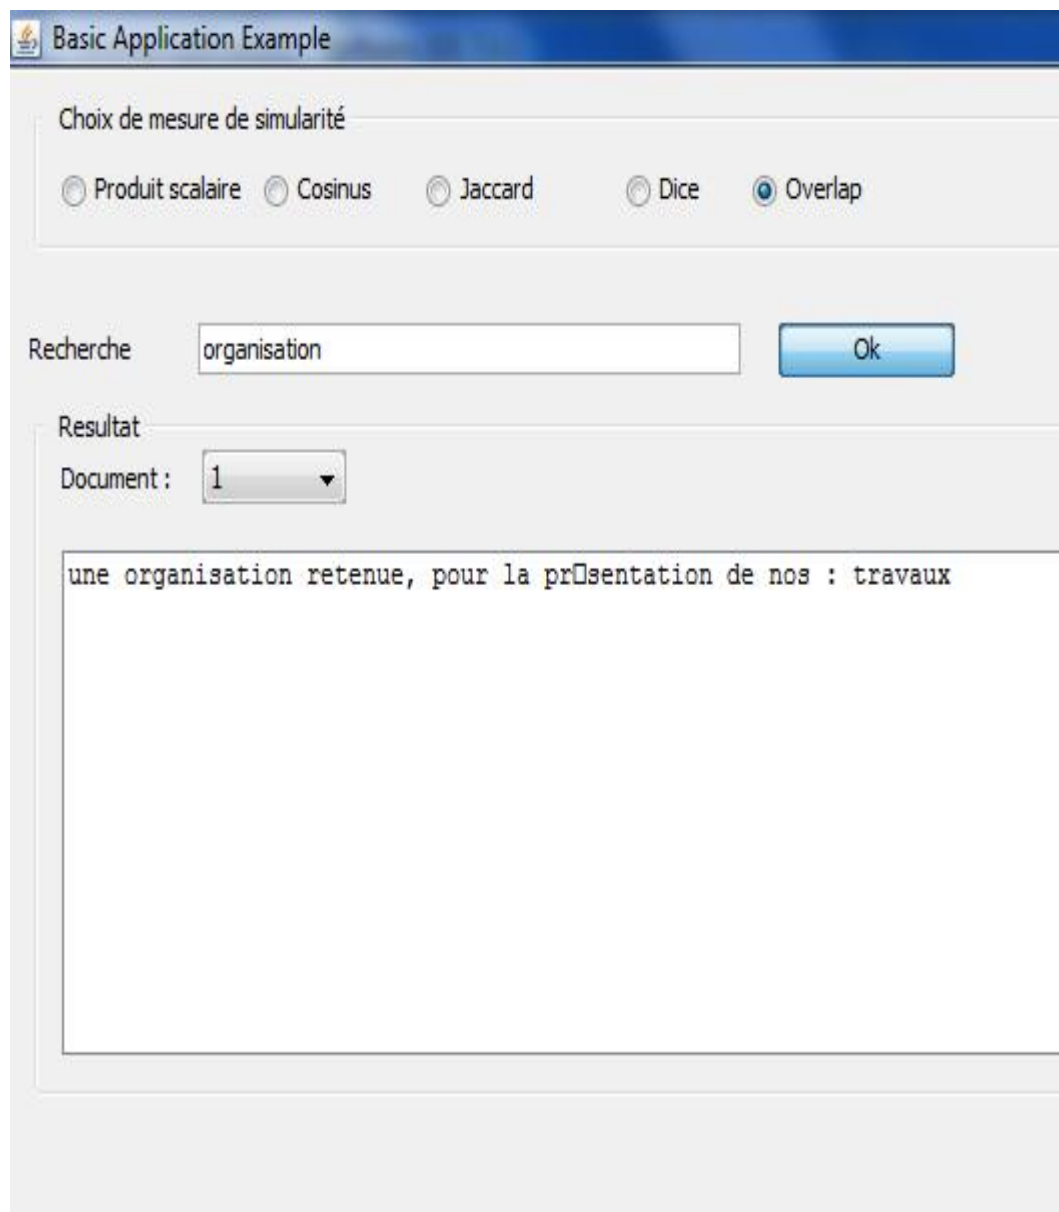 Basic Application Example
Choix de mesure de simularité
Produit scalaire Cosinus Jaccard Dice Overlap
Recherche organisation Ok
Resultat
Document : 1
une organisation retenue, pour la pr□sentation de nos : travaux